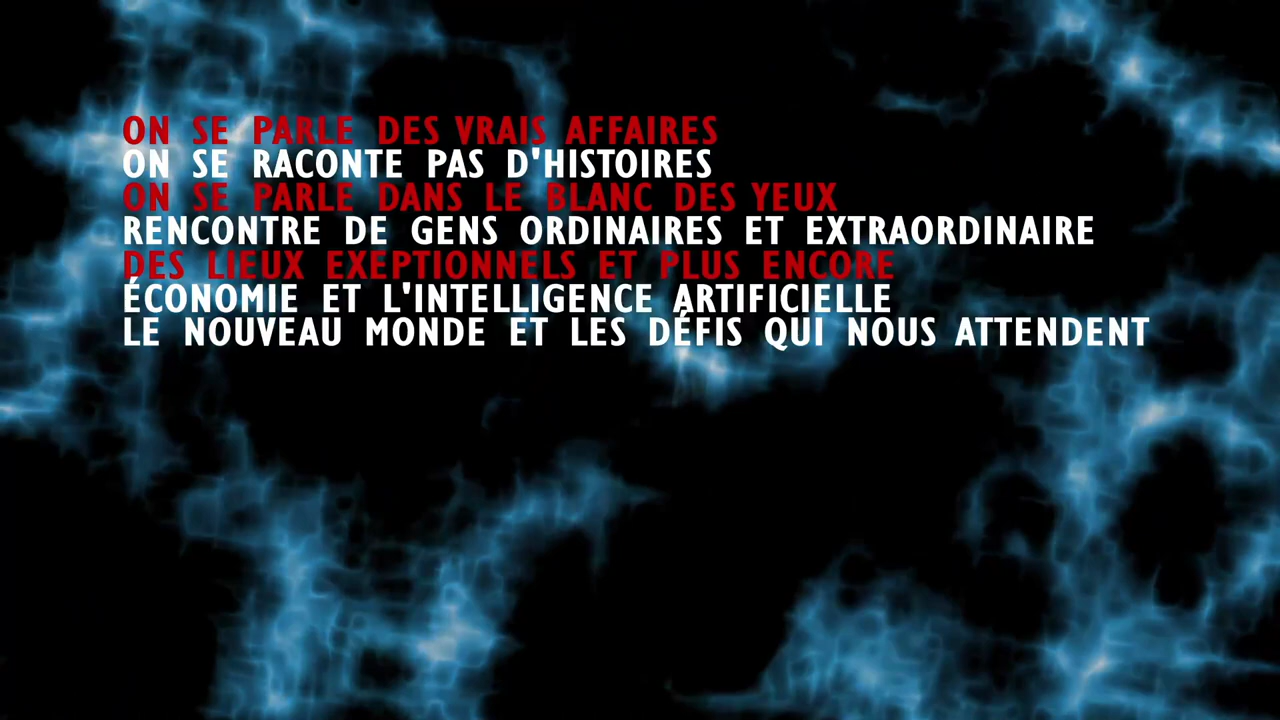 ON SE PARLE DES VRAIS AFFAIRES
ON SE RACONTE PAS D'HISTOIRES
ON SE PARLE DANS LE BLANC DES YEUX
RENCONTRE DE GENS ORDINAIRES ET EXTRAORDINAIRE
DES LIEUX EXEPTIONNELS ET PLUS ENCORE
ÉCONOMIE ET L'INTELLIGENCE ARTIFICIELLE
LE NOUVEAU MONDE ET LES DÉFIS QUI NOUS ATTENDENT